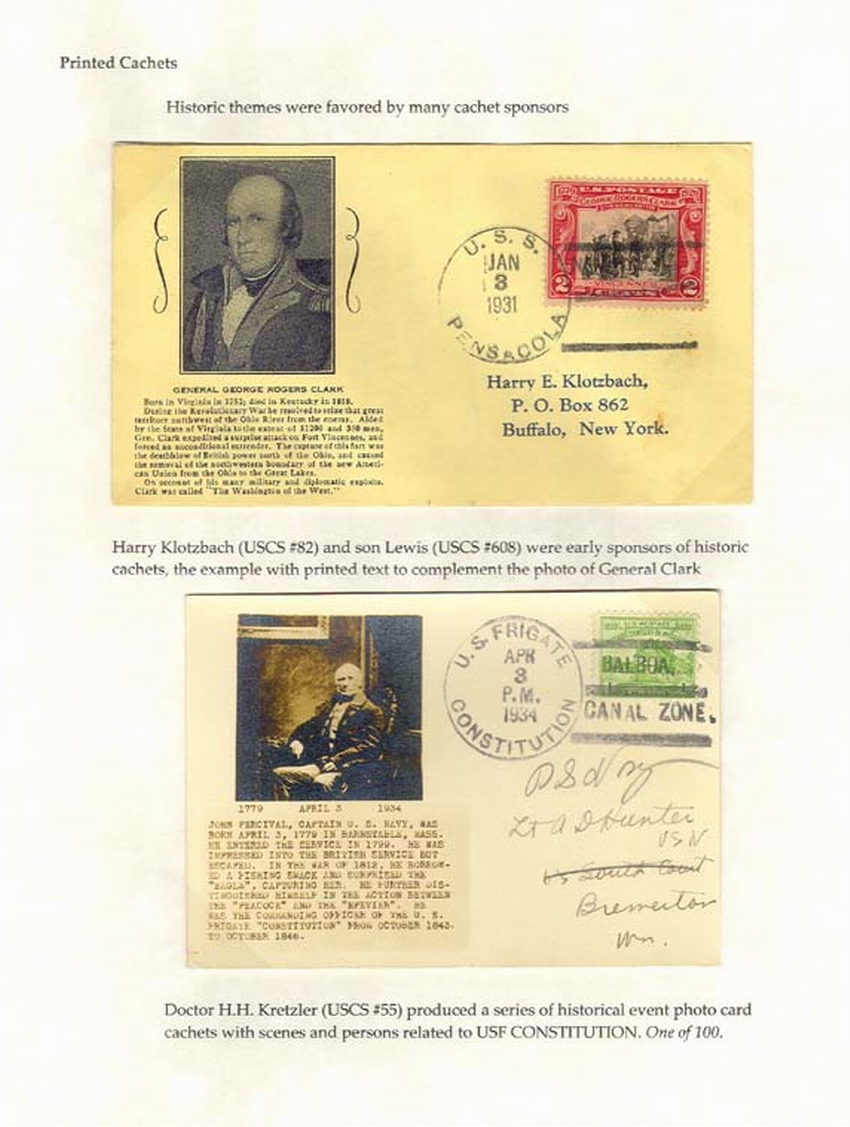 Printed Cachets
Historic themes were favored by many cachet sponsors
U.S. POSTAGE
GEORGE ROGERS CLARK
VINCENNES
2 CENTS 2
U. S. S.
JAN
3
1931
PENSACOLA
Harry E. Klotzbach,
P. O. Box 862
Buffalo, New York.
GENERAL GEORGE ROGERS CLARK
Born in Virginia in 1752; died in Kentucky in 1818.
During the Revolutionary War he resolved to seize that great
territory northwest of the Ohio River from the enemy. Aided
by the State of Virginia to the extent of $1200 and 350 men,
Gen. Clark expedited a surprise attack on Fort Vincennes, and
forced an unconditional surrender. The capture of this fort was
the deathblow of British power north of the Ohio, and caused
the removal of the northwestern boundary of the new Ameri-
can Union from the Ohio to the Great Lakes.
On account of his many military and diplomatic exploits,
Clark was called "The Washington of the West."
Harry Klotzbach (USCS #82) and son Lewis (USCS #608) were early sponsors of historic
cachets, the example with printed text to complement the photo of General Clark
U.S. FRIGATE
APR
3
P.M.
1934
CONSTITUTION
BALBOA,
CANAL ZONE.
1779 APRIL 3 1934
JOHN PERCIVAL, CAPTAIN U. S. NAVY, WAS
BORN APRIL 3, 1779 IN BARNSTABLE, MASS.
HE ENTERED THE SERVICE IN 1799. HE WAS
IMPRESSED INTO THE BRITISH SERVICE BUT
ESCAPED. IN THE WAR OF 1812, HE BORROW-
ED A FISHING SMACK AND SURPRISED THE
"EAGLE", CAPTURING HER. HE FURTHER DIS-
TINGUISHED HIMSELF IN THE ACTION BETWEEN
THE "PEACOCK" AND THE "EPEVIER". HE
WAS THE COMMANDING OFFICER OF THE U. S.
FRIGATE "CONSTITUTION" FROM OCTOBER 1843
TO OCTOBER 1846.
Lt A D Hunter
USN
South Court
Bremerton
Wn.
Doctor H.H. Kretzler (USCS #55) produced a series of historical event photo card
cachets with scenes and persons related to USF CONSTITUTION. One of 100.